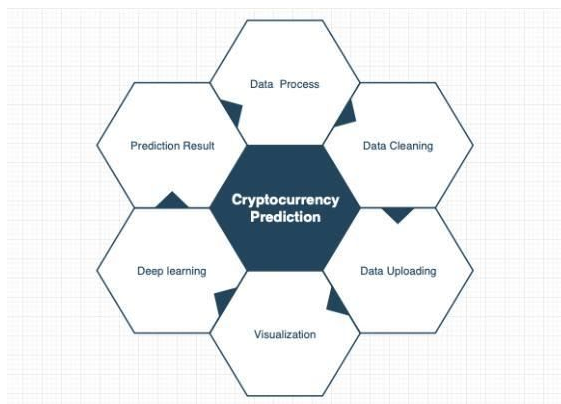 Data Process
Prediction Result
Data Cleaning
Cryptocurrency
Prediction
Deep learning
Data Uploading
Visualization